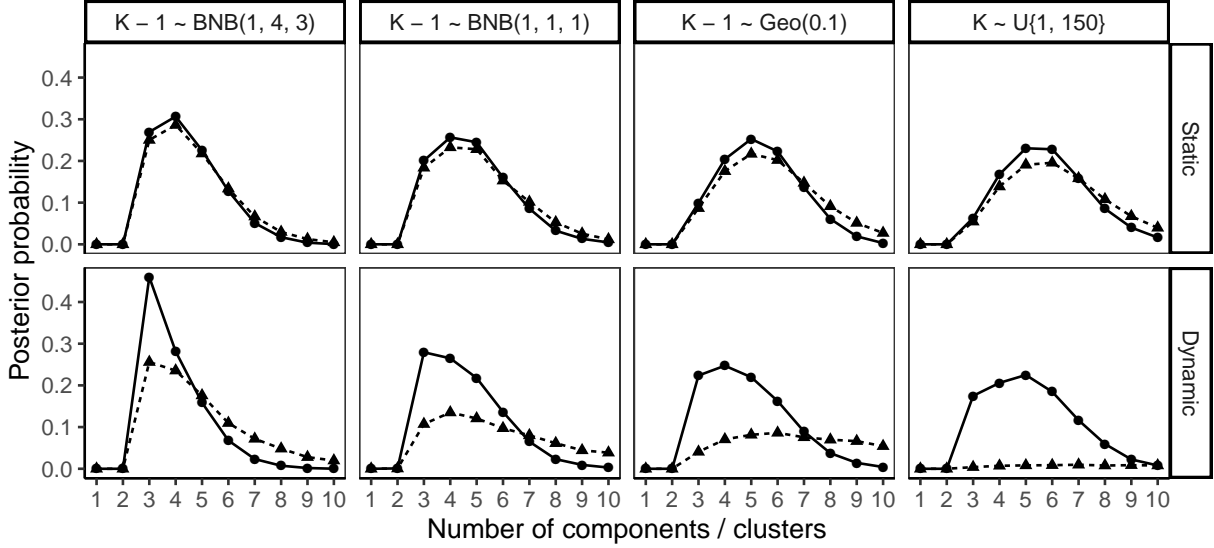 K − 1 ~ BNB(1, 4, 3) K − 1 ~ BNB(1, 1, 1) K − 1 ~ Geo(0.1) K ~ U{1, 150}
0.4
0.3
0.2
0.1
0.0
Static
0.4
0.3
0.2
0.1
0.0
Dynamic
Posterior probability
1 2 3 4 5 6 7 8 9 10 1 2 3 4 5 6 7 8 9 10 1 2 3 4 5 6 7 8 9 10 1 2 3 4 5 6 7 8 9 10
Number of components / clusters